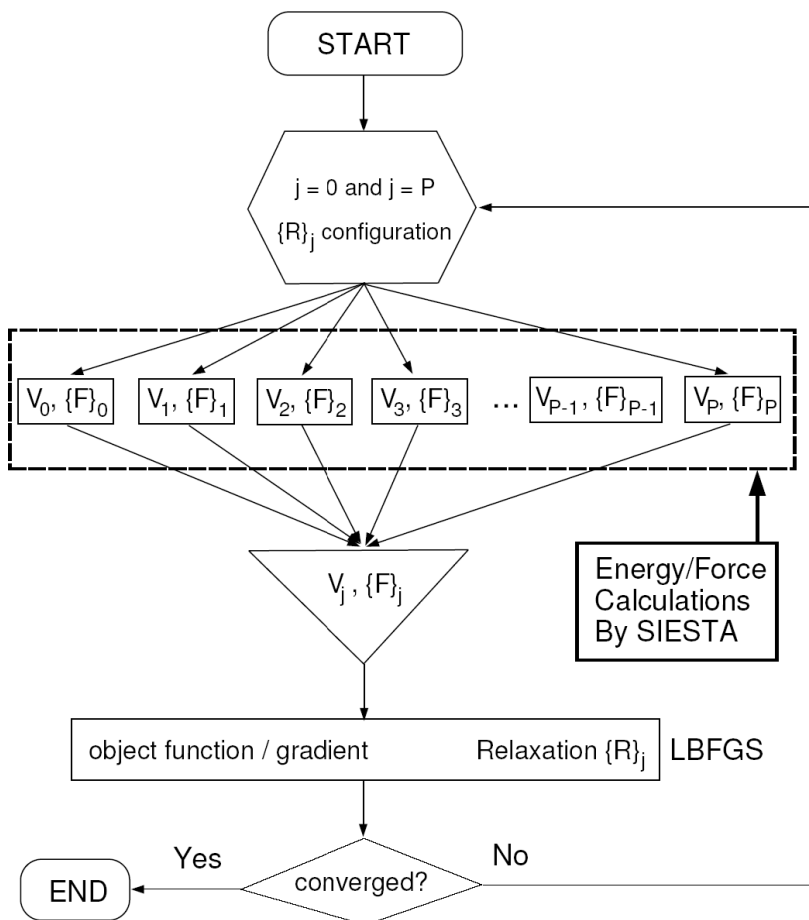 START
j = 0 and j = P
{R}j configuration
V0, {F}0
V1, {F}1
V2, {F}2
V3, {F}3
...
VP-1, {F}P-1
VP, {F}P
Vj , {F}j
Energy/Force
Calculations
By SIESTA
object function / gradient Relaxation {R}j LBFGS
Yes
No
END
converged?